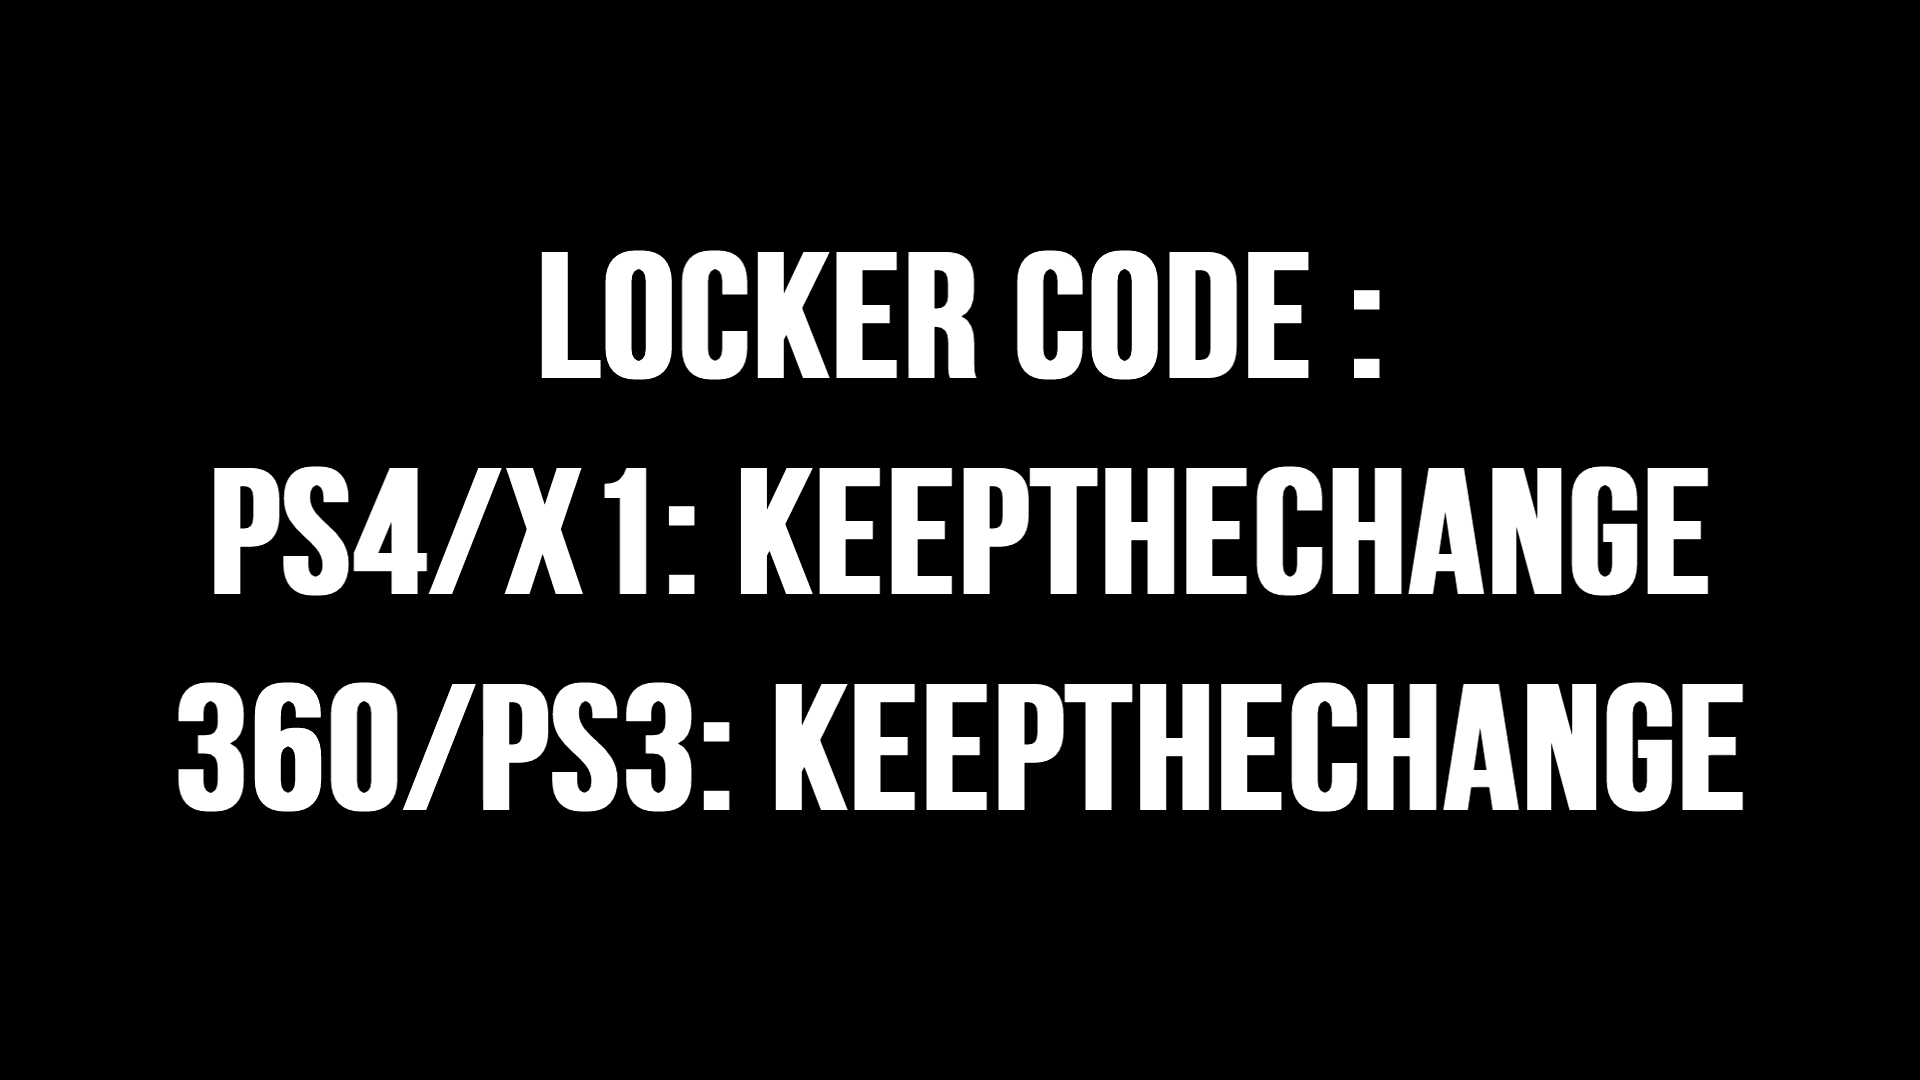 LOCKER CODE :
PS4/X1: KEEPTHECHANGE
360/PS3: KEEPTHECHANGE